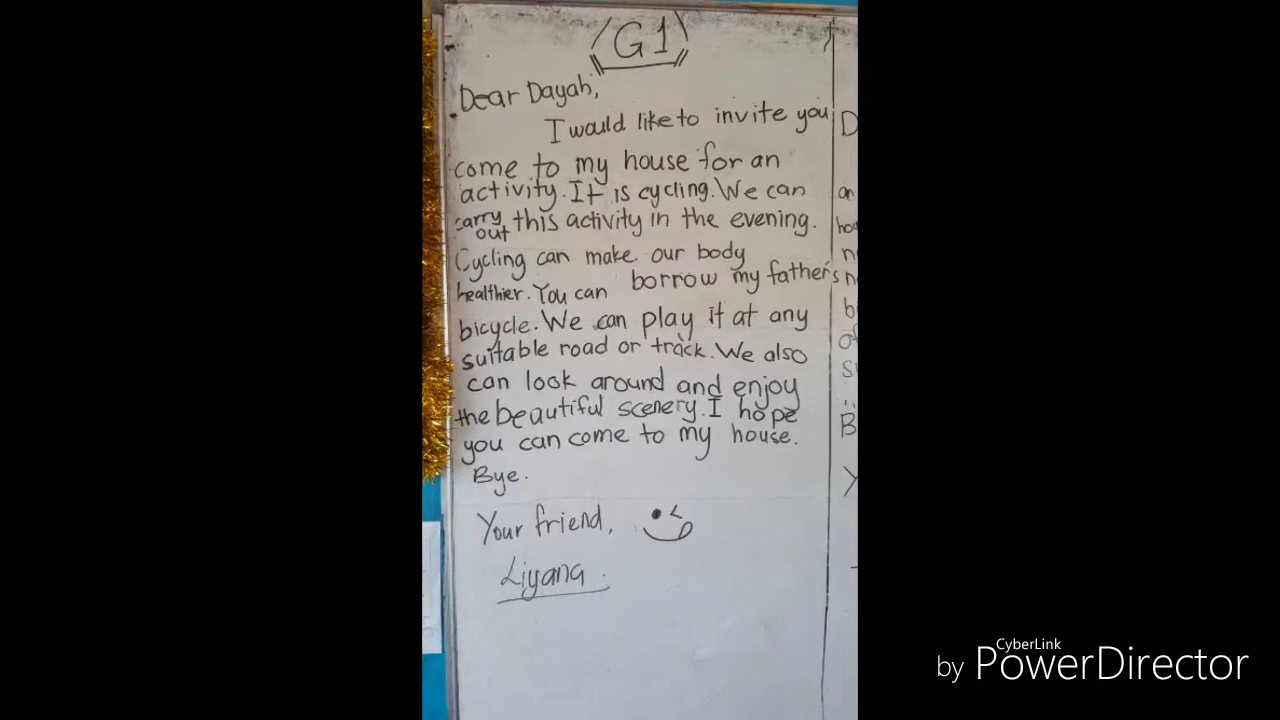 G1
Dear Dayah,
I would like to invite you
come to my house for an
activity. It is cycling. We can
carry out this activity in the evening.
Cycling can make our body
healthier. You can borrow my father's
bicycle. We can play it at any
suitable road or track. We also
can look around and enjoy
the beautiful scenery. I hope
you can come to my house.
Bye.
Your friend,
Liyana.
D
an
hou
n
n
b
of
s
B
Y
CyberLink
by PowerDirector